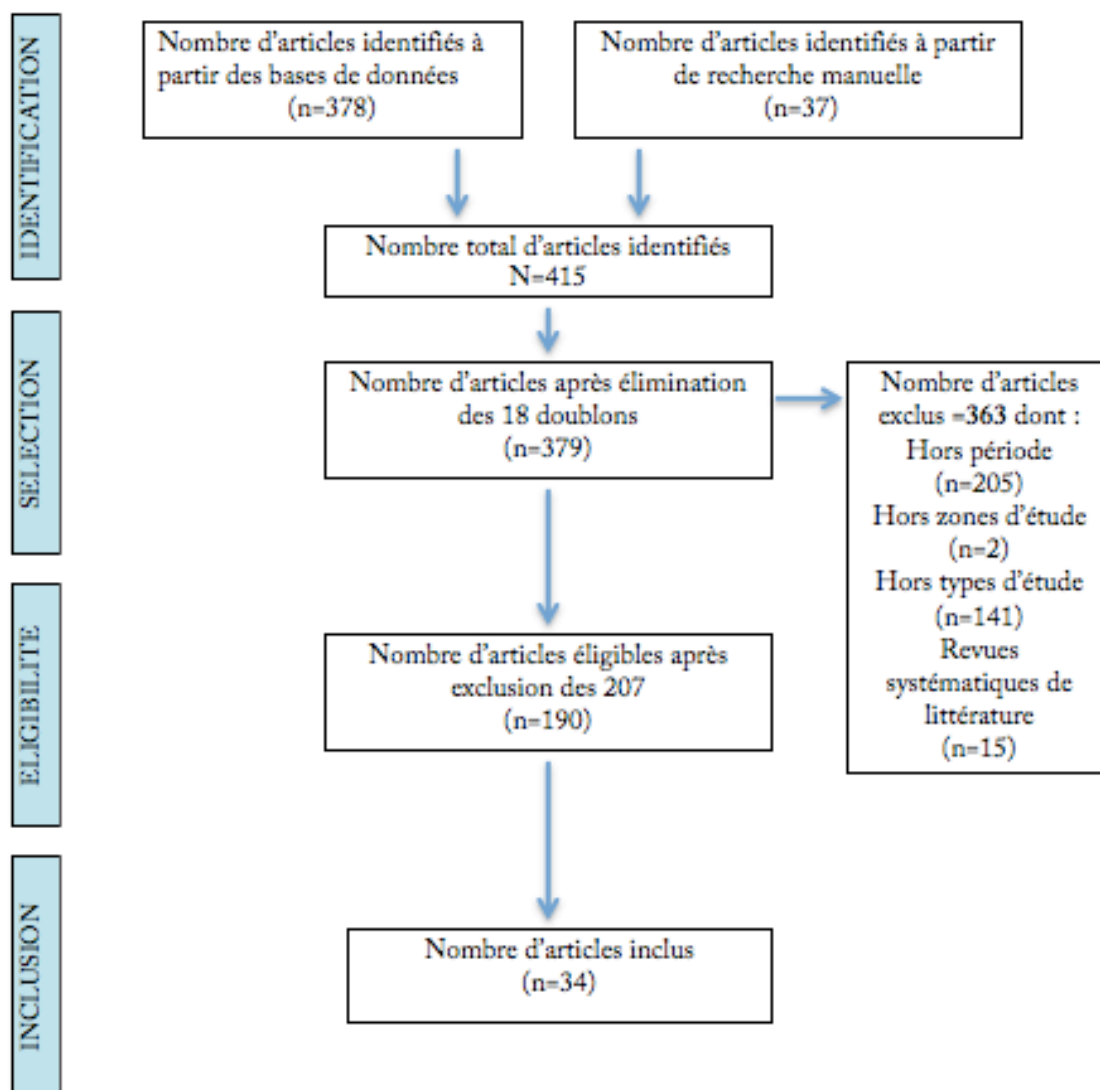 IDENTIFICATION
Nombre d'articles identifiés à
partir des bases de données
(n=378)
Nombre d'articles identifiés à partir
de recherche manuelle
(n=37)
Nombre total d'articles identifiés
N=415
SELECTION
Nombre d'articles après élimination
des 18 doublons
(n=379)
Nombre d'articles
exclus =363 dont :
Hors période
(n=205)
Hors zones d'étude
(n=2)
Hors types d'étude
(n=141)
Revues
systématiques de
littérature
(n=15)
ELIGIBILITE
Nombre d'articles éligibles après
exclusion des 207
(n=190)
INCLUSION
Nombre d'articles inclus
(n=34)